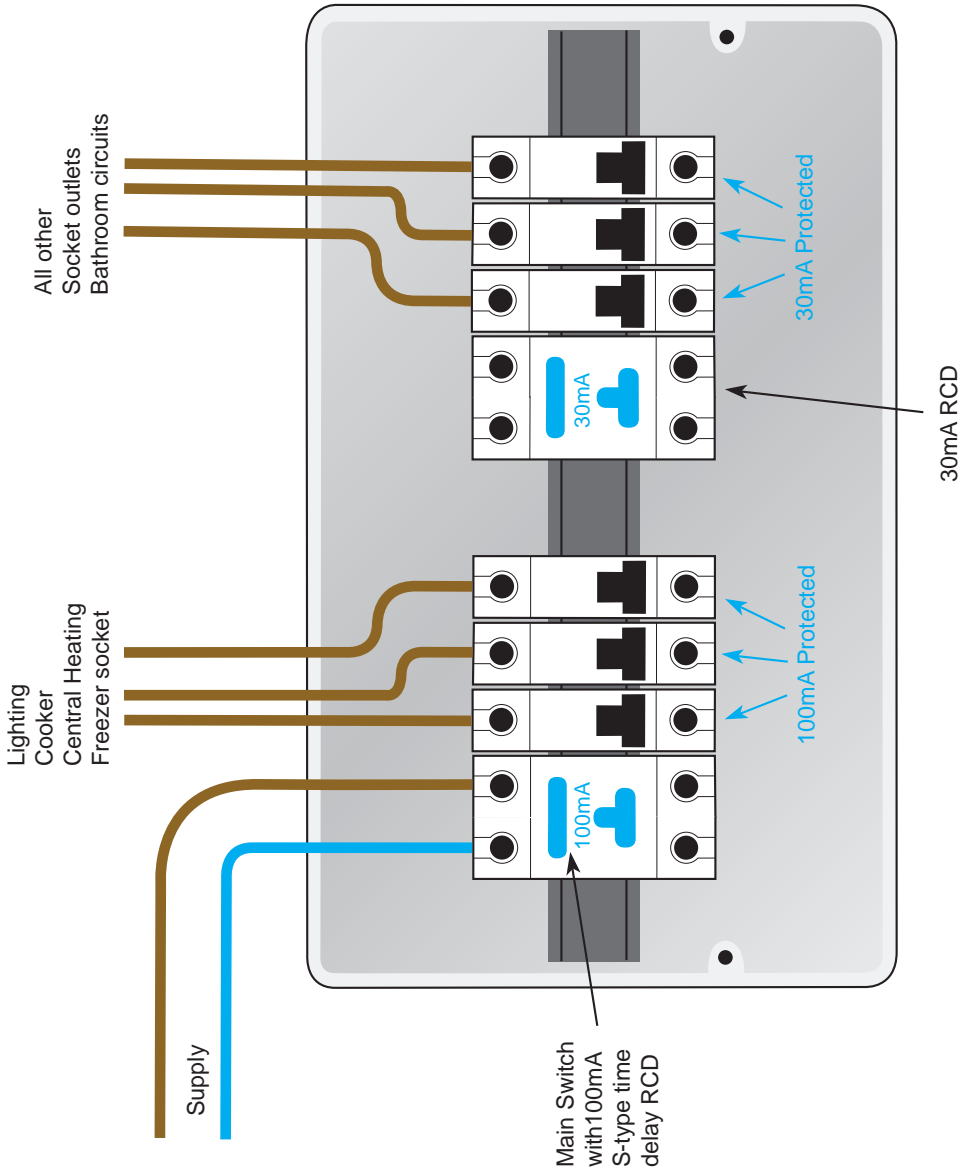 Supply
Lighting
Cooker
Central Heating
Freezer socket
All other
Socket outlets
Bathroom circuits
100mA
30mA
100mA Protected
30mA Protected
Main Switch
with100mA
S-type time
delay RCD
30mA RCD